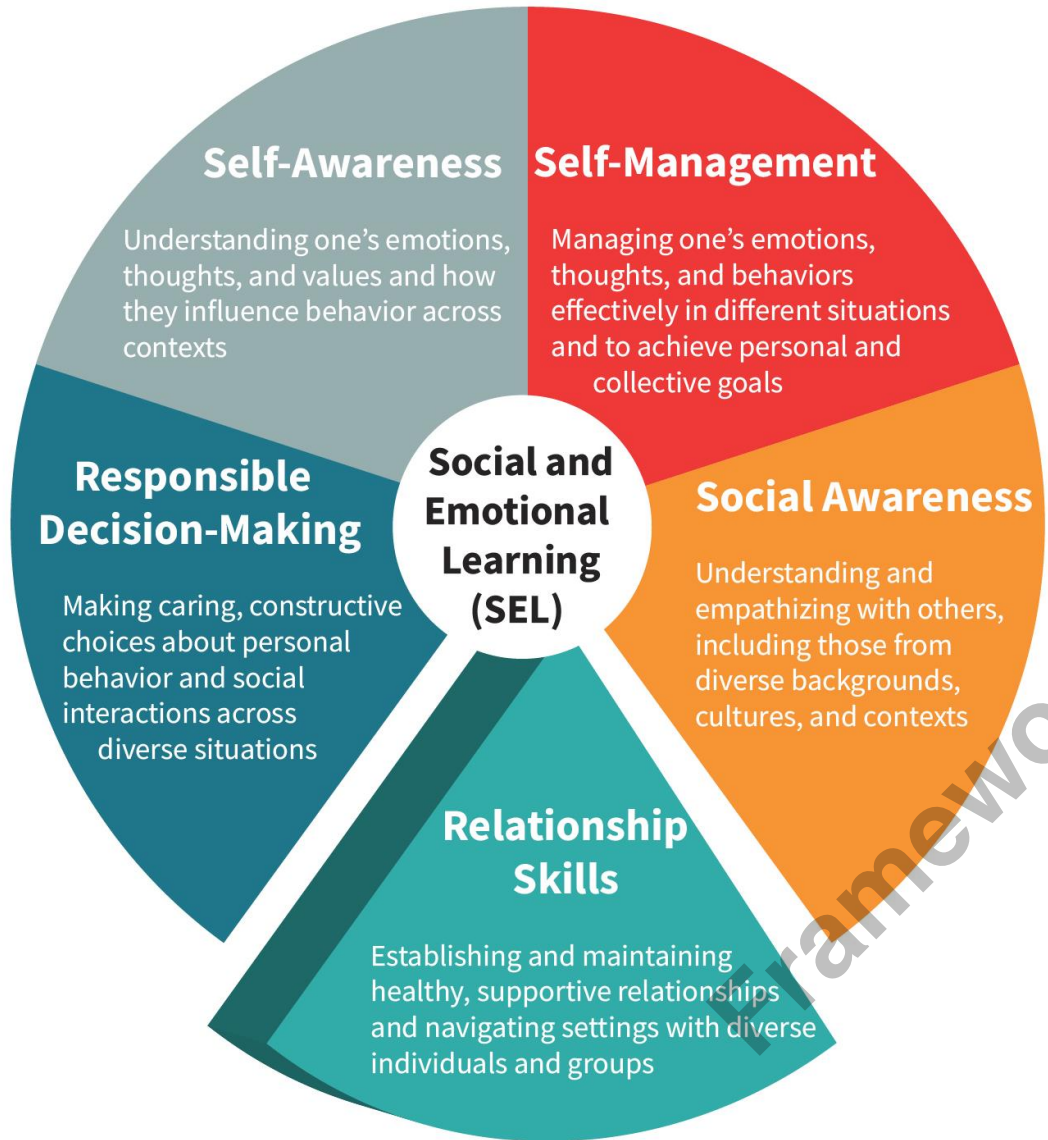 Self-Awareness
Understanding one’s emotions,
thoughts, and values and how
they influence behavior across
contexts
Self-Management
Managing one’s emotions,
thoughts, and behaviors
effectively in different situations
and to achieve personal and
collective goals
Social and
Emotional
Learning
(SEL)
Responsible
Decision-Making
Making caring, constructive
choices about personal
behavior and social
interactions across
diverse situations
Social Awareness
Understanding and
empathizing with others,
including those from
diverse backgrounds,
cultures, and contexts
Relationship
Skills
Establishing and maintaining
healthy, supportive relationships
and navigating settings with diverse
individuals and groups
Framewo